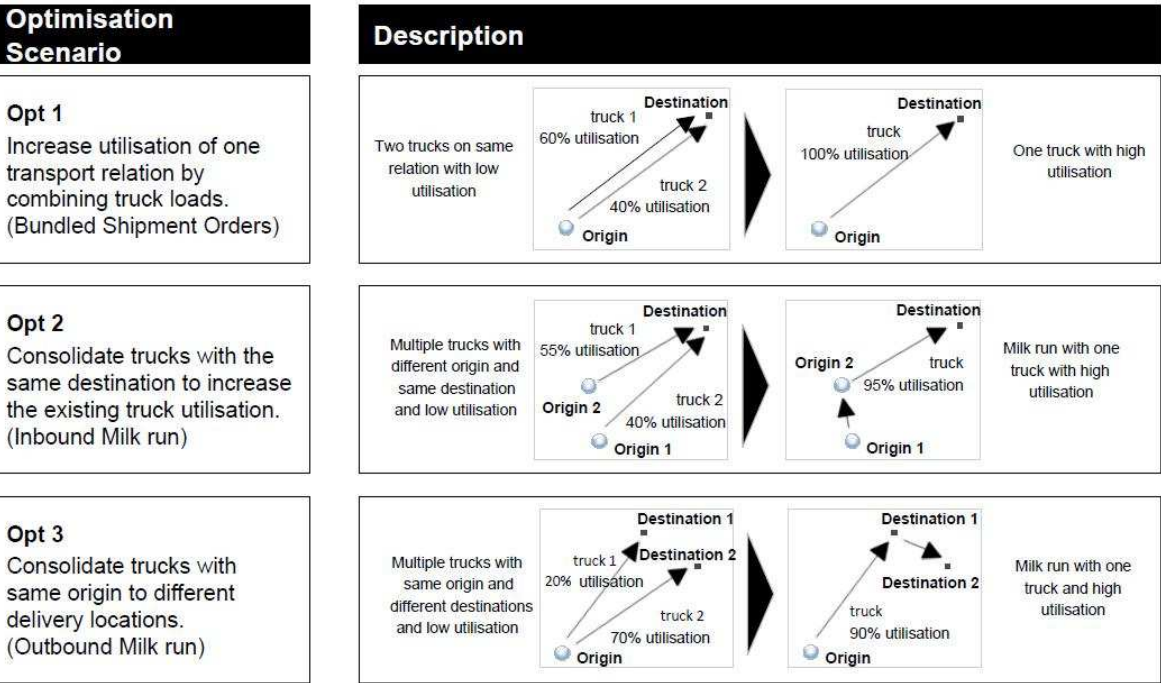 Optimisation
Scenario
Description
Opt 1
Increase utilisation of one
transport relation by
combining truck loads.
(Bundled Shipment Orders)
Two trucks on same
relation with low
utilisation
Destination
truck 1
60% utilisation
truck 2
40% utilisation
Origin
Destination
truck
100% utilisation
Origin
One truck with high
utilisation
Opt 2
Consolidate trucks with the
same destination to increase
the existing truck utilisation.
(Inbound Milk run)
Multiple trucks with
different origin and
same destination
and low utilisation
Destination
truck 1
55% utilisation
Origin 2
truck 2
40% utilisation
Origin 1
Destination
Origin 2
truck
95% utilisation
Origin 1
Milk run with one
truck with high
utilisation
Opt 3
Consolidate trucks with
same origin to different
delivery locations.
(Outbound Milk run)
Multiple trucks with
same origin and
different destinations
and low utilisation
Destination 1
truck 1
Destination 2
20% utilisation
truck 2
70% utilisation
Origin
Destination 1
Destination 2
truck
90% utilisation
Origin
Milk run with one
truck and high
utilisation